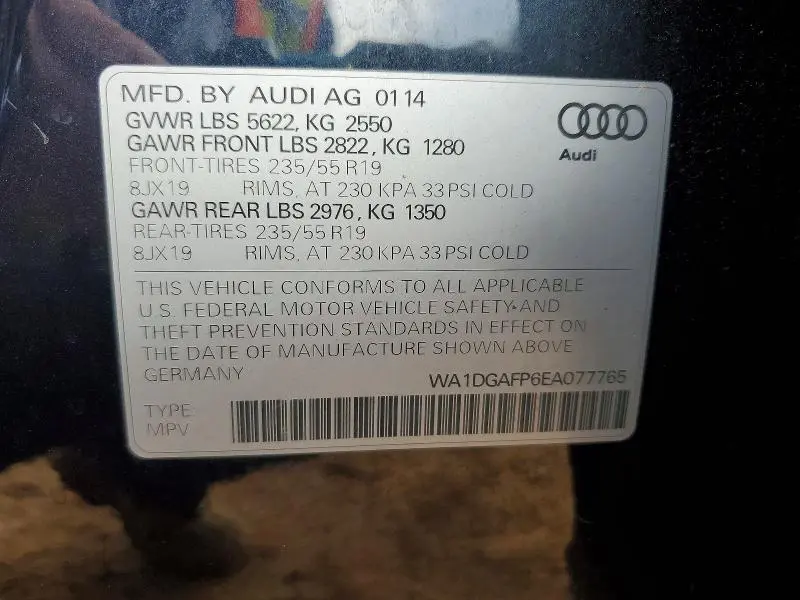 MFD. BY AUDI AG 01 14
GVWR LBS 5622, KG 2550
GAWR FRONT LBS 2822, KG 1280
FRONT-TIRES 235/55 R19
8JX19 RIMS, AT 230 KPA 33 PSI COLD
GAWR REAR LBS 2976, KG 1350
REAR-TIRES 235/55 R19
8JX19 RIMS, AT 230 KPA 33 PSI COLD
Audi
THIS VEHICLE CONFORMS TO ALL APPLICABLE
U.S. FEDERAL MOTOR VEHICLE SAFETY AND
THEFT PREVENTION STANDARDS IN EFFECT ON
THE DATE OF MANUFACTURE SHOWN ABOVE
GERMANY WA1DGAFP6EA077765
TYPE
MPV